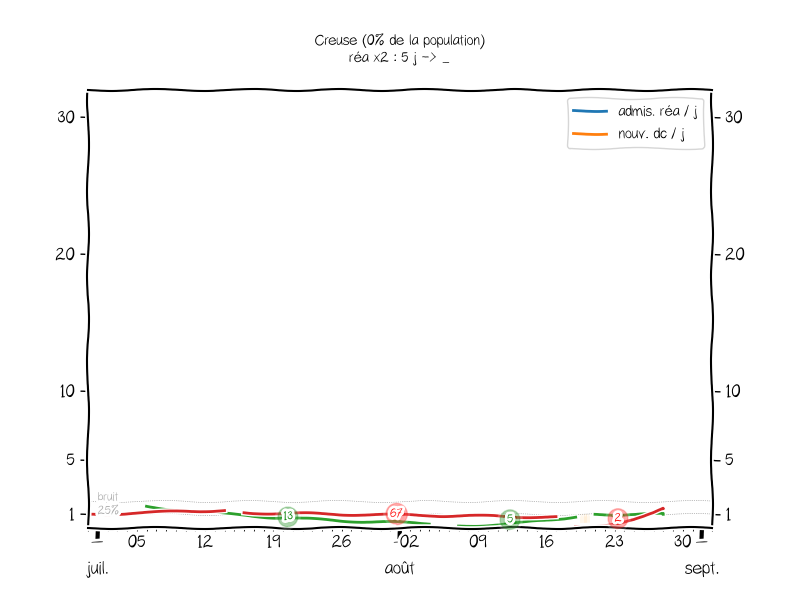 Creuse (0% de la population)
réa x2 : 5 j -> _
admis. réa / j
nouv. dc / j
30
30
20
20
10
10
5
5
bruit
25%
1
1
13
67
5
2
05 12 19 26 02 09 16 23 30
juil. août sept.